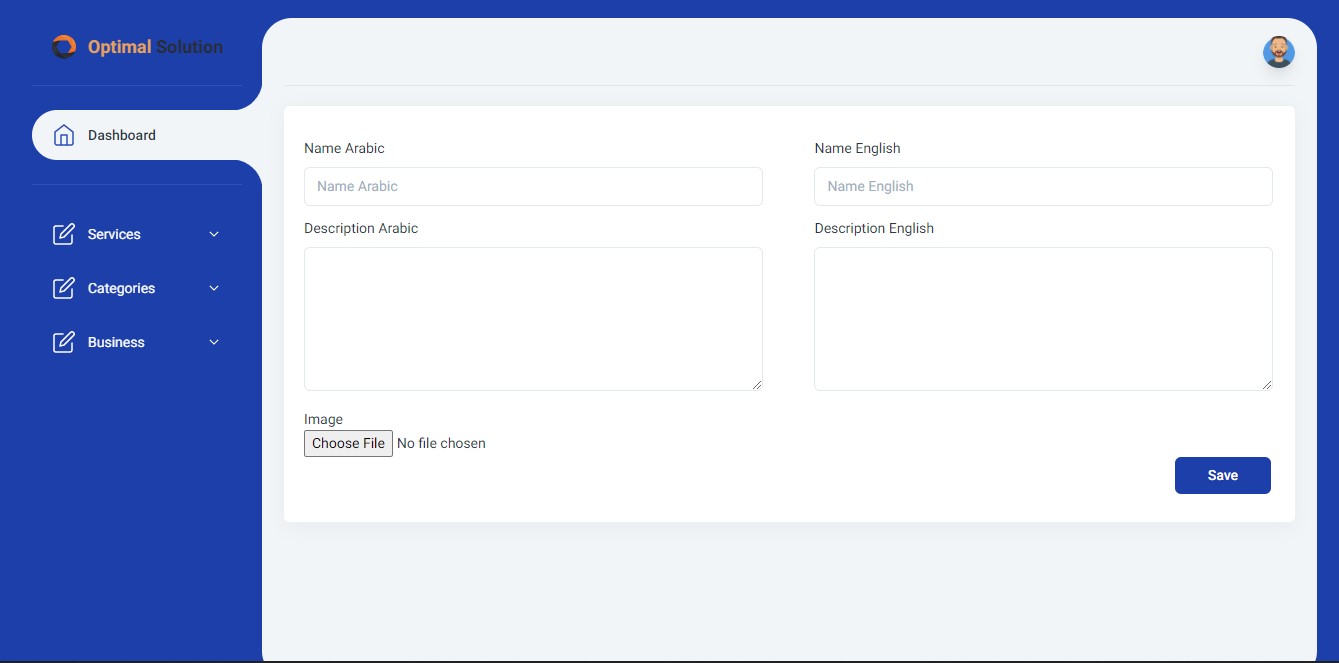 Optimal Solution
Dashboard
Services
Categories
Business
Name Arabic
Name Arabic
Name English
Name English
Description Arabic
Description English
Image
Choose File No file chosen
Save